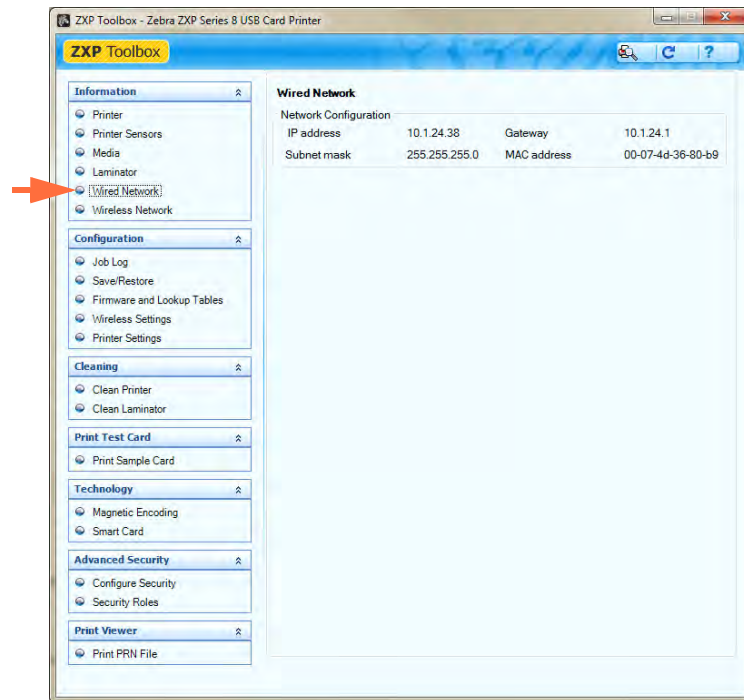 ZXP Toolbox - Zebra ZXP Series 8 USB Card Printer
ZXP Toolbox
Information
Printer
Printer Sensors
Media
Laminator
Wired Network
Wireless Network
Configuration
Job Log
Save/Restore
Firmware and Lookup Tables
Wireless Settings
Printer Settings
Cleaning
Clean Printer
Clean Laminator
Print Test Card
Print Sample Card
Technology
Magnetic Encoding
Smart Card
Advanced Security
Configure Security
Security Roles
Print Viewer
Print PRN File
Wired Network
Network Configuration
IP address 10.1.24.38 Gateway 10.1.24.1
Subnet mask 255.255.255.0 MAC address 00-07-4d-36-80-b9